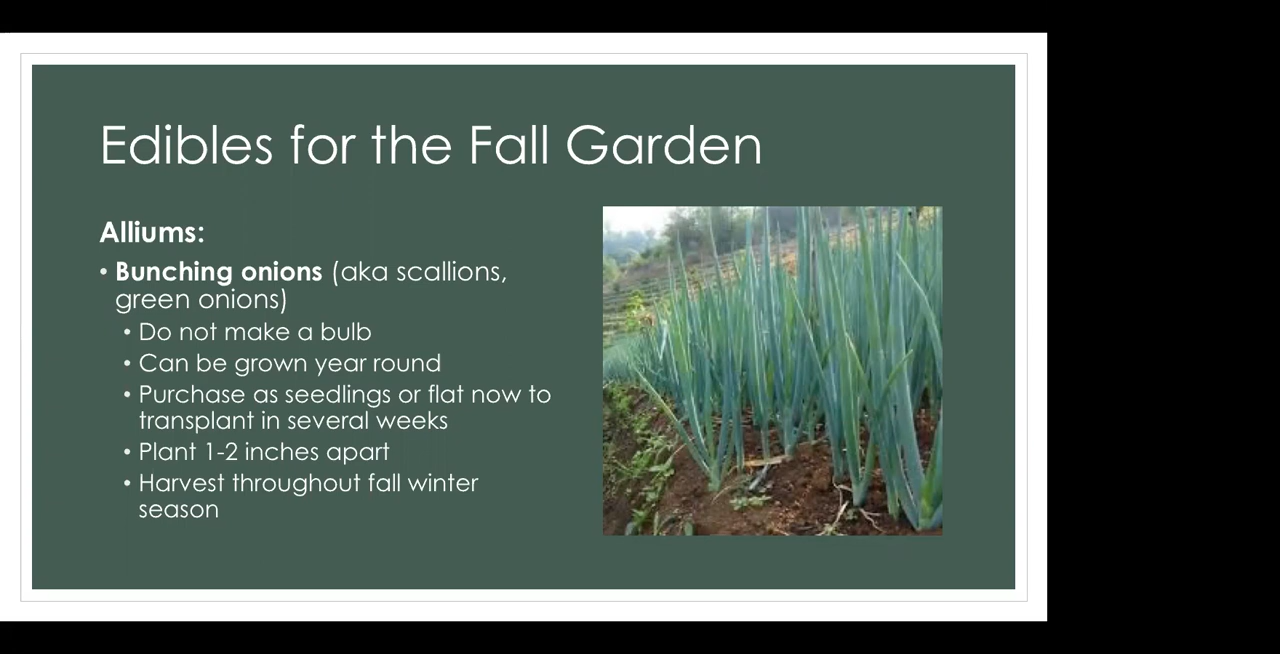 Edibles for the Fall Garden
Alliums:
• Bunching onions (aka scallions,
green onions)
• Do not make a bulb
• Can be grown year round
• Purchase as seedlings or flat now to
transplant in several weeks
• Plant 1-2 inches apart
• Harvest throughout fall winter
season